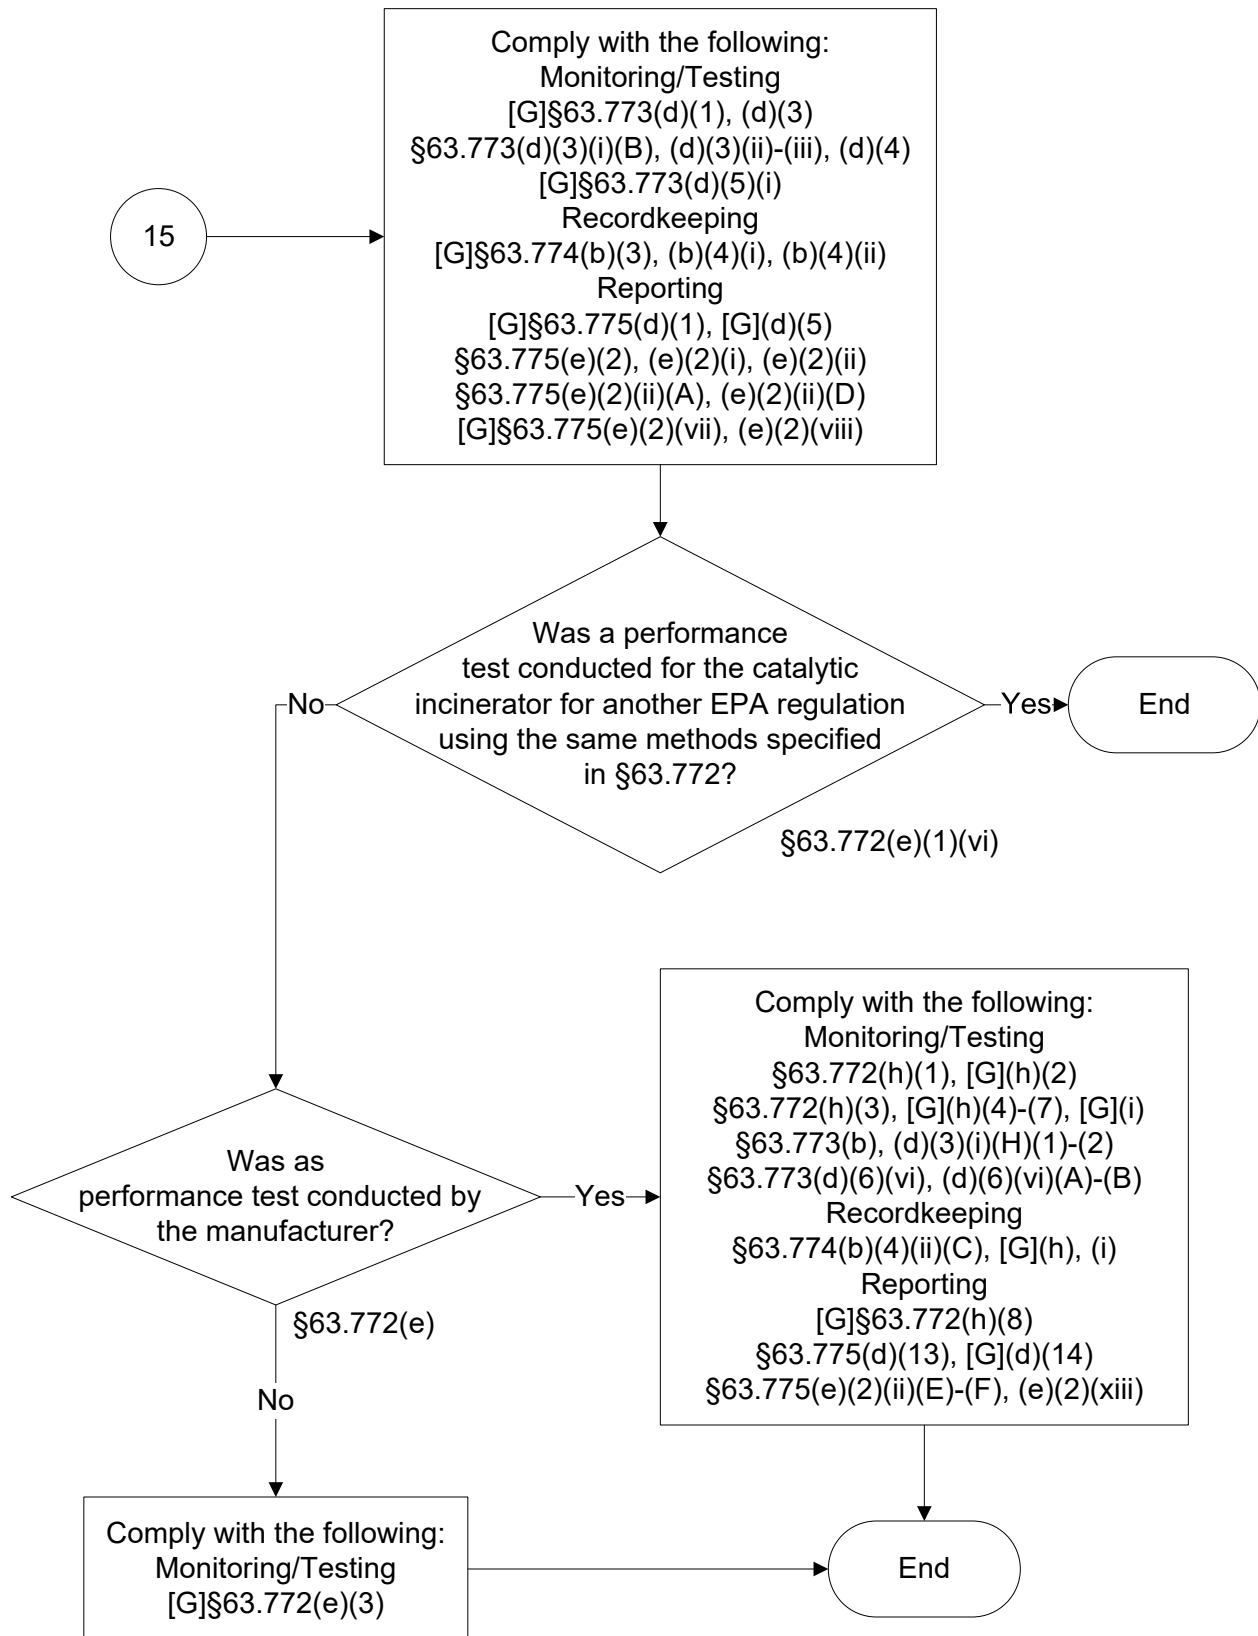 Comply with the following:
Monitoring/Testing
[G]§63.773(d)(1), (d)(3)
§63.773(d)(3)(i)(B), (d)(3)(ii)-(iii), (d)(4)
[G]§63.773(d)(5)(i)
Recordkeeping
[G]§63.774(b)(3), (b)(4)(i), (b)(4)(ii)
Reporting
[G]§63.775(d)(1), [G](d)(5)
§63.775(e)(2), (e)(2)(i), (e)(2)(ii)
§63.775(e)(2)(ii)(A), (e)(2)(ii)(D)
[G]§63.775(e)(2)(vii), (e)(2)(viii)
15
Was a performance
test conducted for the catalytic
incinerator for another EPA regulation
using the same methods specified
in §63.772?
No
Yes
End
§63.772(e)(1)(vi)
Was as
performance test conducted by
the manufacturer?
Yes
§63.772(e)
No
Comply with the following:
Monitoring/Testing
§63.772(h)(1), [G](h)(2)
§63.772(h)(3), [G](h)(4)-(7), [G](i)
§63.773(b), (d)(3)(i)(H)(1)-(2)
§63.773(d)(6)(vi), (d)(6)(vi)(A)-(B)
Recordkeeping
§63.774(b)(4)(ii)(C), [G](h), (i)
Reporting
[G]§63.772(h)(8)
§63.775(d)(13), [G](d)(14)
§63.775(e)(2)(ii)(E)-(F), (e)(2)(xiii)
Comply with the following:
Monitoring/Testing
[G]§63.772(e)(3)
End